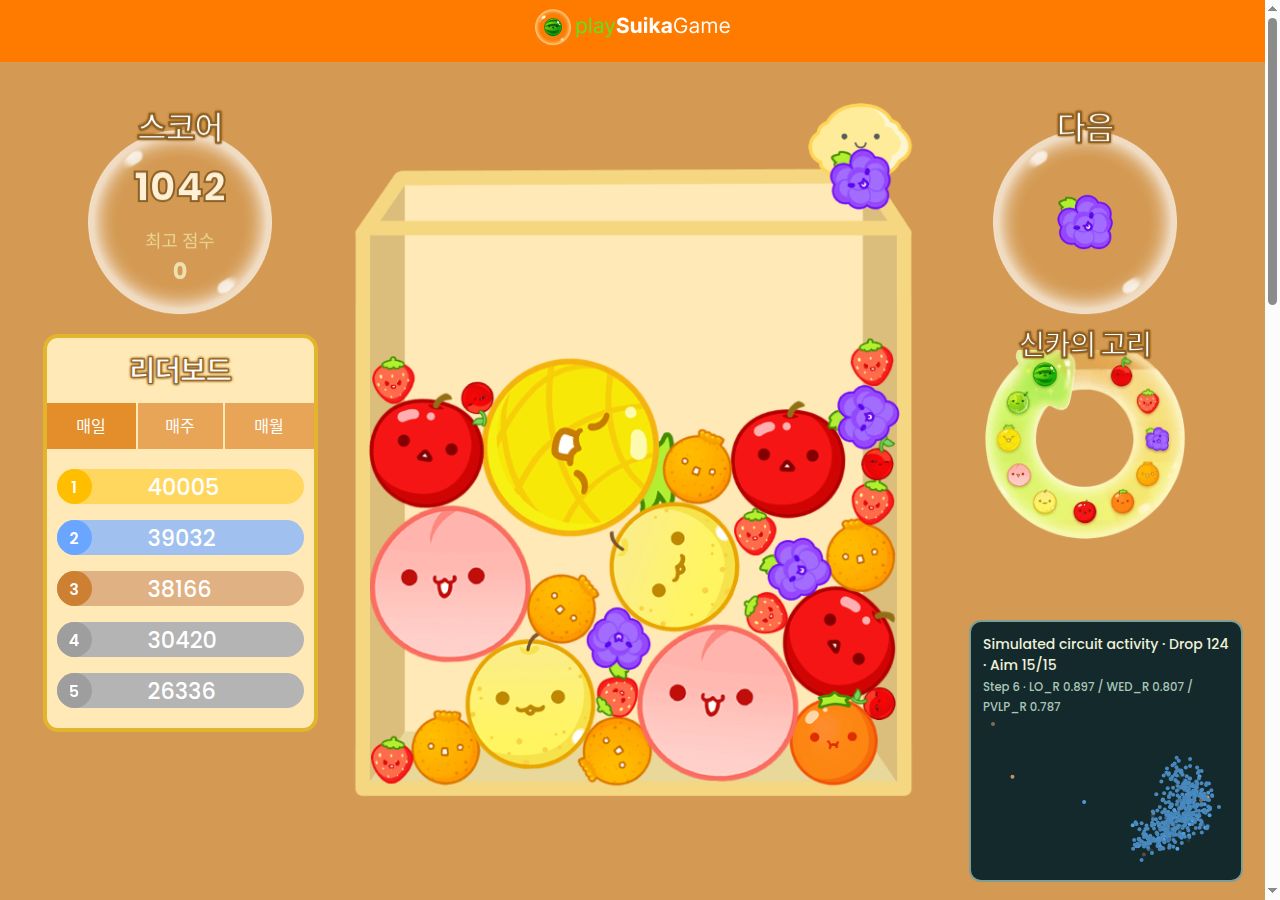 playSuikaGame
스코어
1042
최고 점수
0
리더보드
매일 매주 매월
1 40005
2 39032
3 38166
4 30420
5 26336
다음
신카의 고리
Simulated circuit activity · Drop 124
· Aim 15/15
Step 6 · LO_R 0.897 / WED_R 0.807 /
PVLP_R 0.787